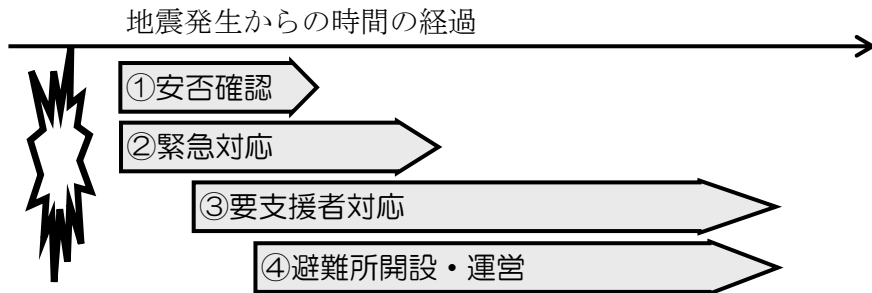 地震発生からの時間の経過
①安否確認
②緊急対応
③要支援者対応
④避難所開設・運営